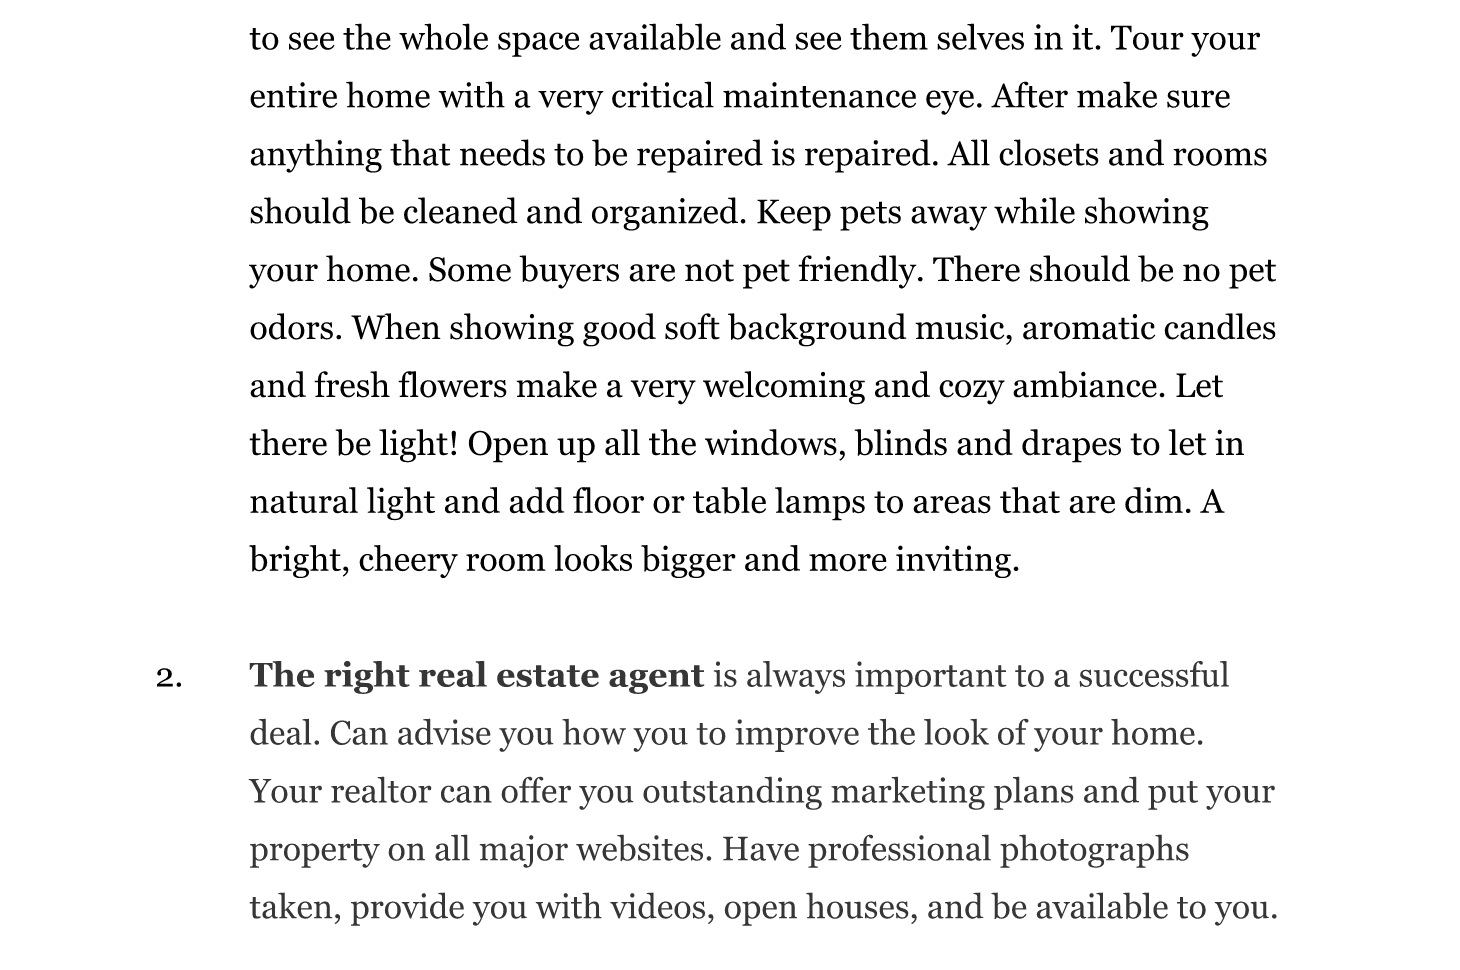 to see the whole space available and see them selves in it. Tour your
entire home with a very critical maintenance eye. After make sure
anything that needs to be repaired is repaired. All closets and rooms
should be cleaned and organized. Keep pets away while showing
your home. Some buyers are not pet friendly. There should be no pet
odors. When showing good soft background music, aromatic candles
and fresh flowers make a very welcoming and cozy ambiance. Let
there be light! Open up all the windows, blinds and drapes to let in
natural light and add floor or table lamps to areas that are dim. A
bright, cheery room looks bigger and more inviting.
2. The right real estate agent is always important to a successful
deal. Can advise you how you to improve the look of your home.
Your realtor can offer you outstanding marketing plans and put your
property on all major websites. Have professional photographs
taken, provide you with videos, open houses, and be available to you.